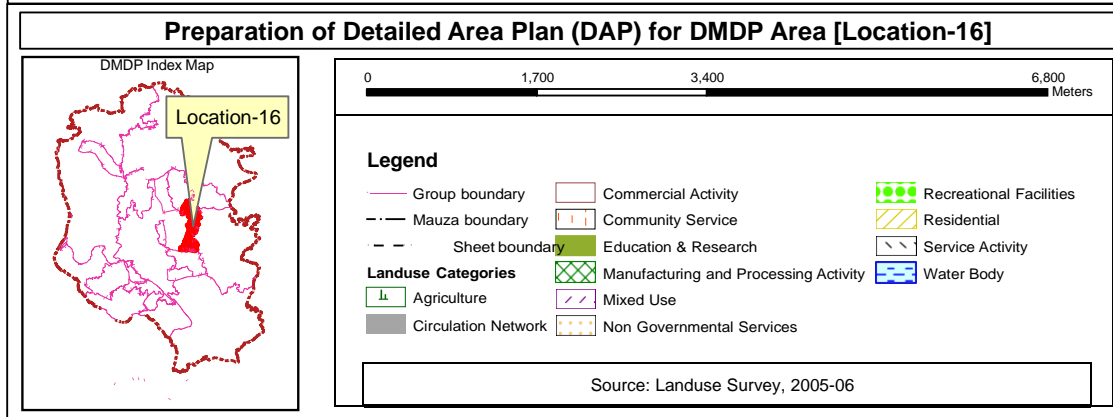 Preparation of Detailed Area Plan (DAP) for DMDP Area [Location-16]
DMDP Index Map
Location-16
0 1,700 3,400 6,800
Meters
Legend
Group boundary
Mauza boundary
Sheet boundary
Landuse Categories
Agriculture
Circulation Network
Commercial Activity
Community Service
Education & Research
Manufacturing and Processing Activity
Mixed Use
Non Governmental Services
Recreational Facilities
Residential
Service Activity
Water Body
Source: Landuse Survey, 2005-06